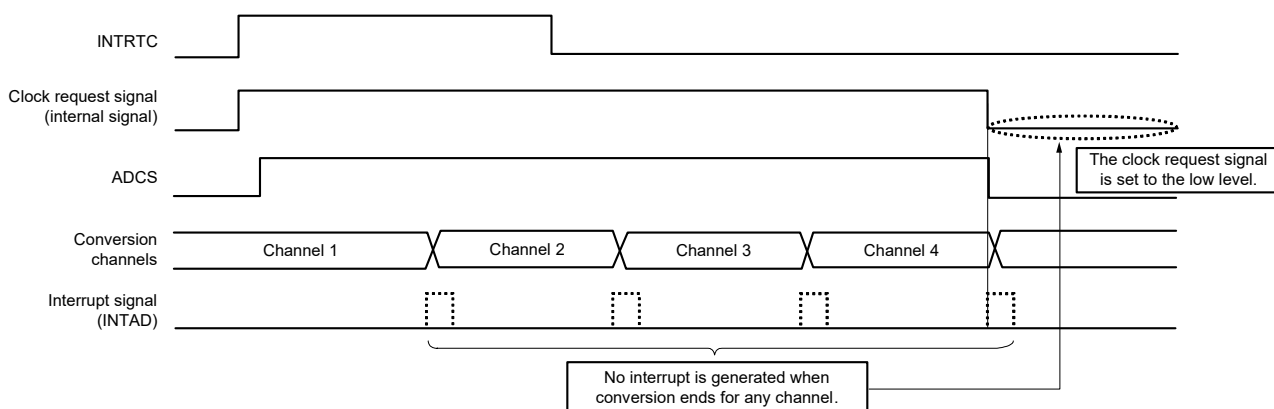 INTRTC
Clock request signal
(internal signal)
The clock request signal
is set to the low level.
ADCS
Conversion
channels
Channel 1
Channel 2
Channel 3
Channel 4
Interrupt signal
(INTAD)
No interrupt is generated when
conversion ends for any channel.